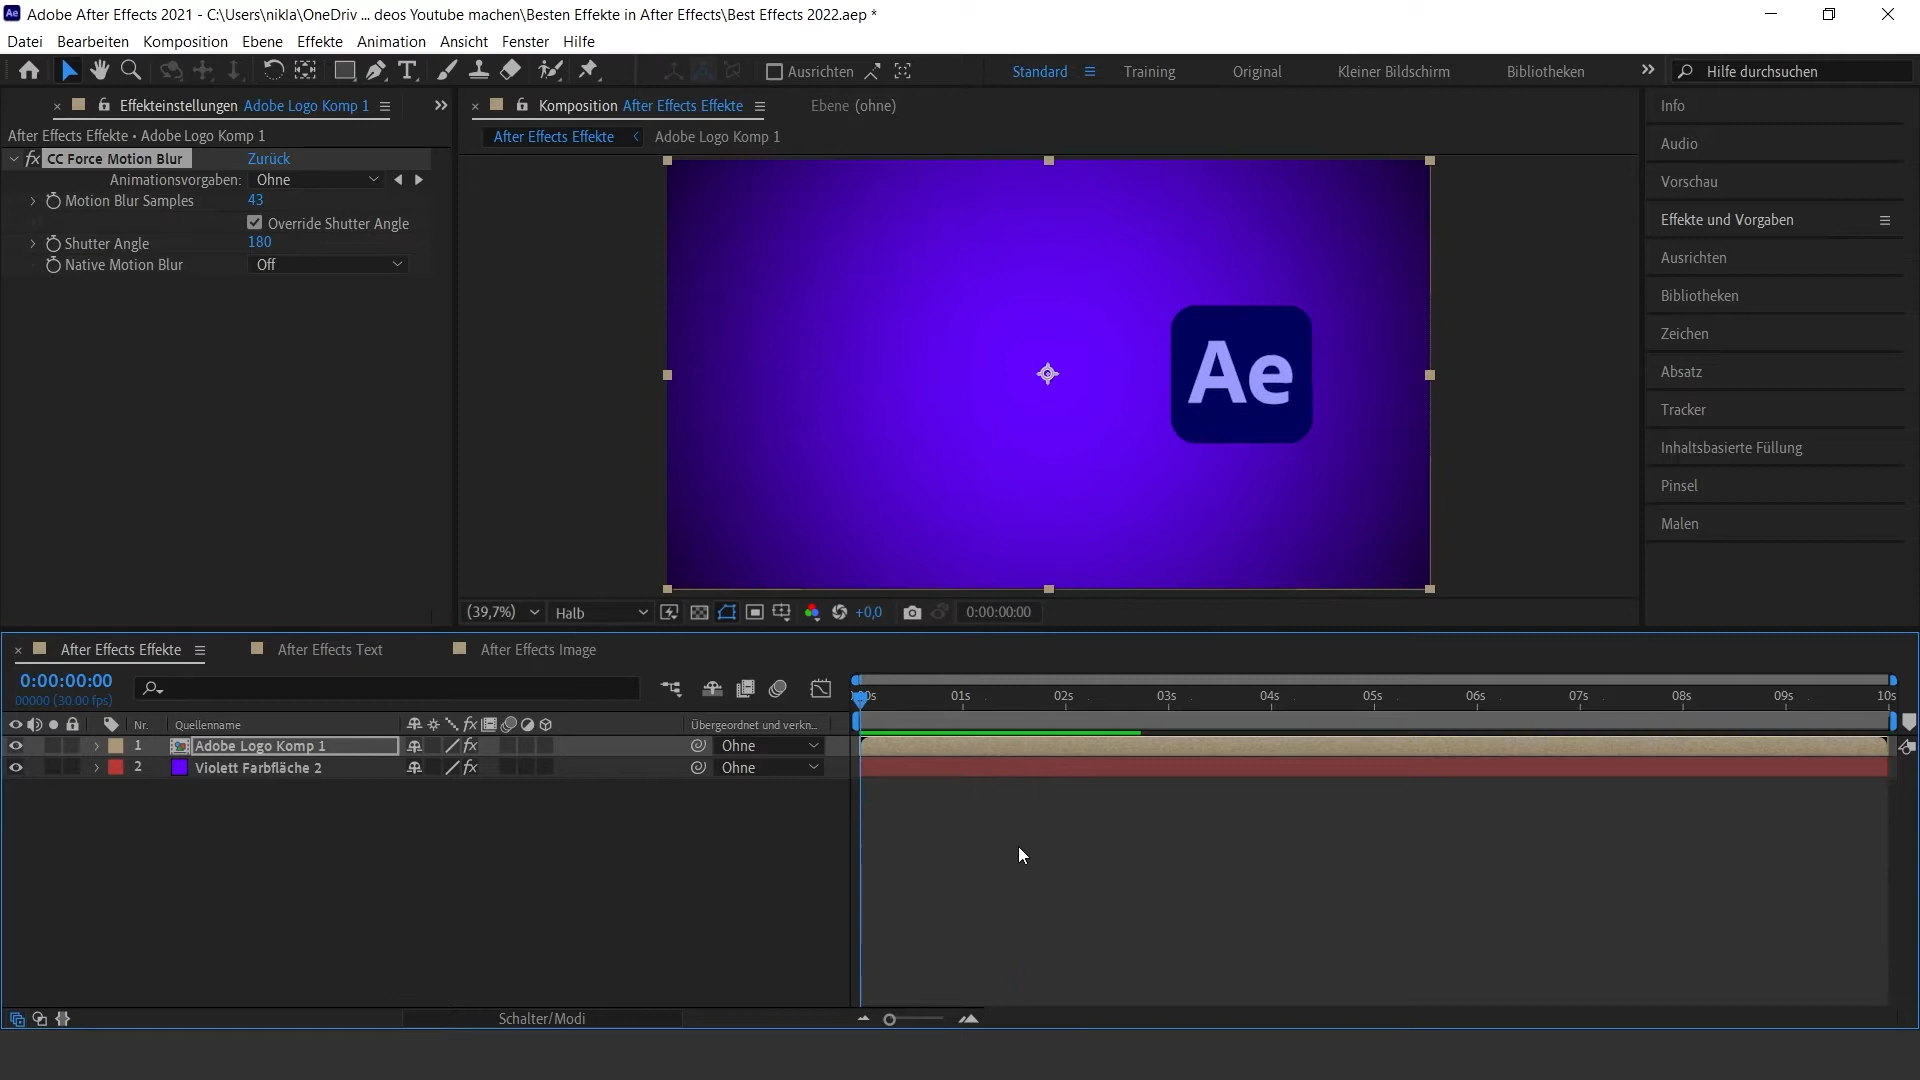 Adobe After Effects 2021 - C:\Users\nikla\OneDriv ... deos Youtube machen\Besten Effekte in After Effects\Best Effects 2022.aep *
Datei Bearbeiten Komposition Ebene Effekte Animation Ansicht Fenster Hilfe
Ausrichten Standard Training Original Kleiner Bildschirm Bibliotheken Hilfe durchsuchen
Effekteinstellungen Adobe Logo Komp 1
Komposition After Effects Effekte Ebene (ohne)
After Effects Effekte • Adobe Logo Komp 1
After Effects Effekte Adobe Logo Komp 1
fx CC Force Motion Blur Zurück
Animationsvorgaben: Ohne
Motion Blur Samples 43
Override Shutter Angle
Shutter Angle 180
Native Motion Blur Off
Ae
Info
Audio
Vorschau
Effekte und Vorgaben
Ausrichten
Bibliotheken
Zeichen
Absatz
Tracker
Inhaltsbasierte Füllung
Pinsel
Malen
(39,7%) Halb +0,0 0:00:00:00
After Effects Effekte After Effects Text After Effects Image
0:00:00:00
00000 (30.00 fps)
00s 01s 02s 03s 04s 05s 06s 07s 08s 09s 10s
Nr. Quellenname fx Übergeordnet und verkn...
1 Adobe Logo Komp 1 fx Ohne
2 Violett Farbfläche 2 fx Ohne
Schalter/Modi